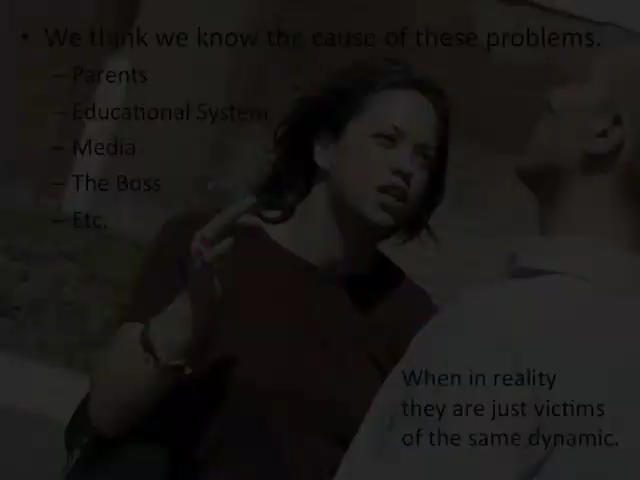 • We think we know the cause of these problems.
– Parents
– Educational System
– Media
– The Boss
– Etc.
When in reality
they are just victims
of the same dynamic.